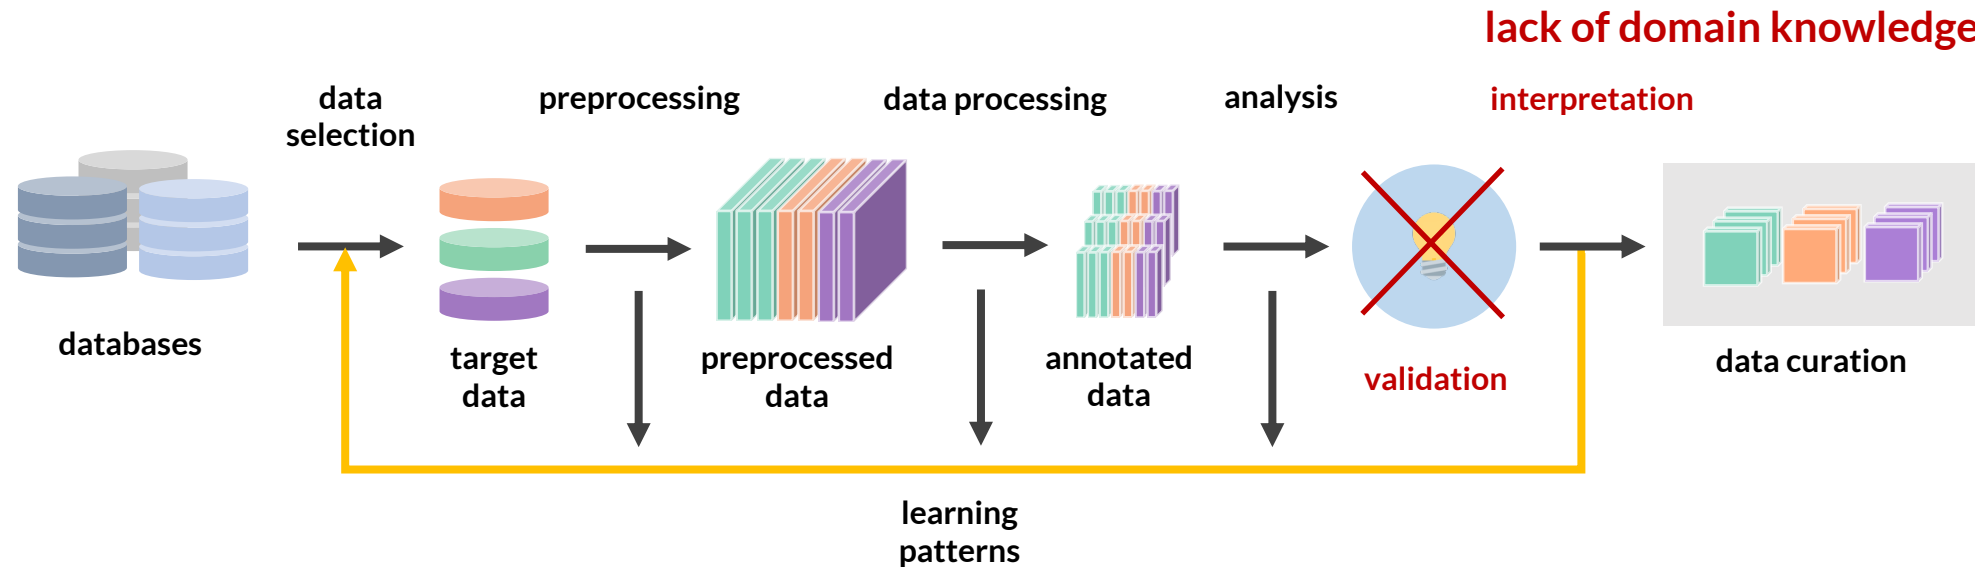 lack of domain knowledge
data
selection
preprocessing
data processing
analysis
interpretation
databases
target
data
preprocessed
data
annotated
data
validation
data curation
learning
patterns